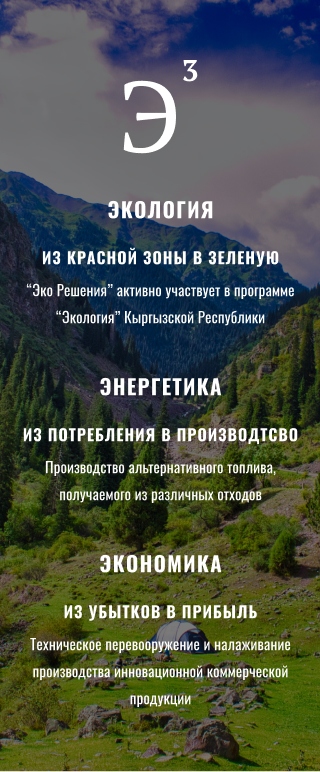 Э³
ЭКОЛОГИЯ
ИЗ КРАСНОЙ ЗОНЫ В ЗЕЛЕНУЮ
“Эко Решения” активно участвует в программе
“Экология” Кыргызской Республики
ЭНЕРГЕТИКА
ИЗ ПОТРЕБЛЕНИЯ В ПРОИЗВОДТСВО
Производство альтернативного топлива,
получаемого из различных отходов
ЭКОНОМИКА
ИЗ УБЫТКОВ В ПРИБЫЛЬ
Техническое перевооружение и налаживание
производства инновационной коммерческой
продукции